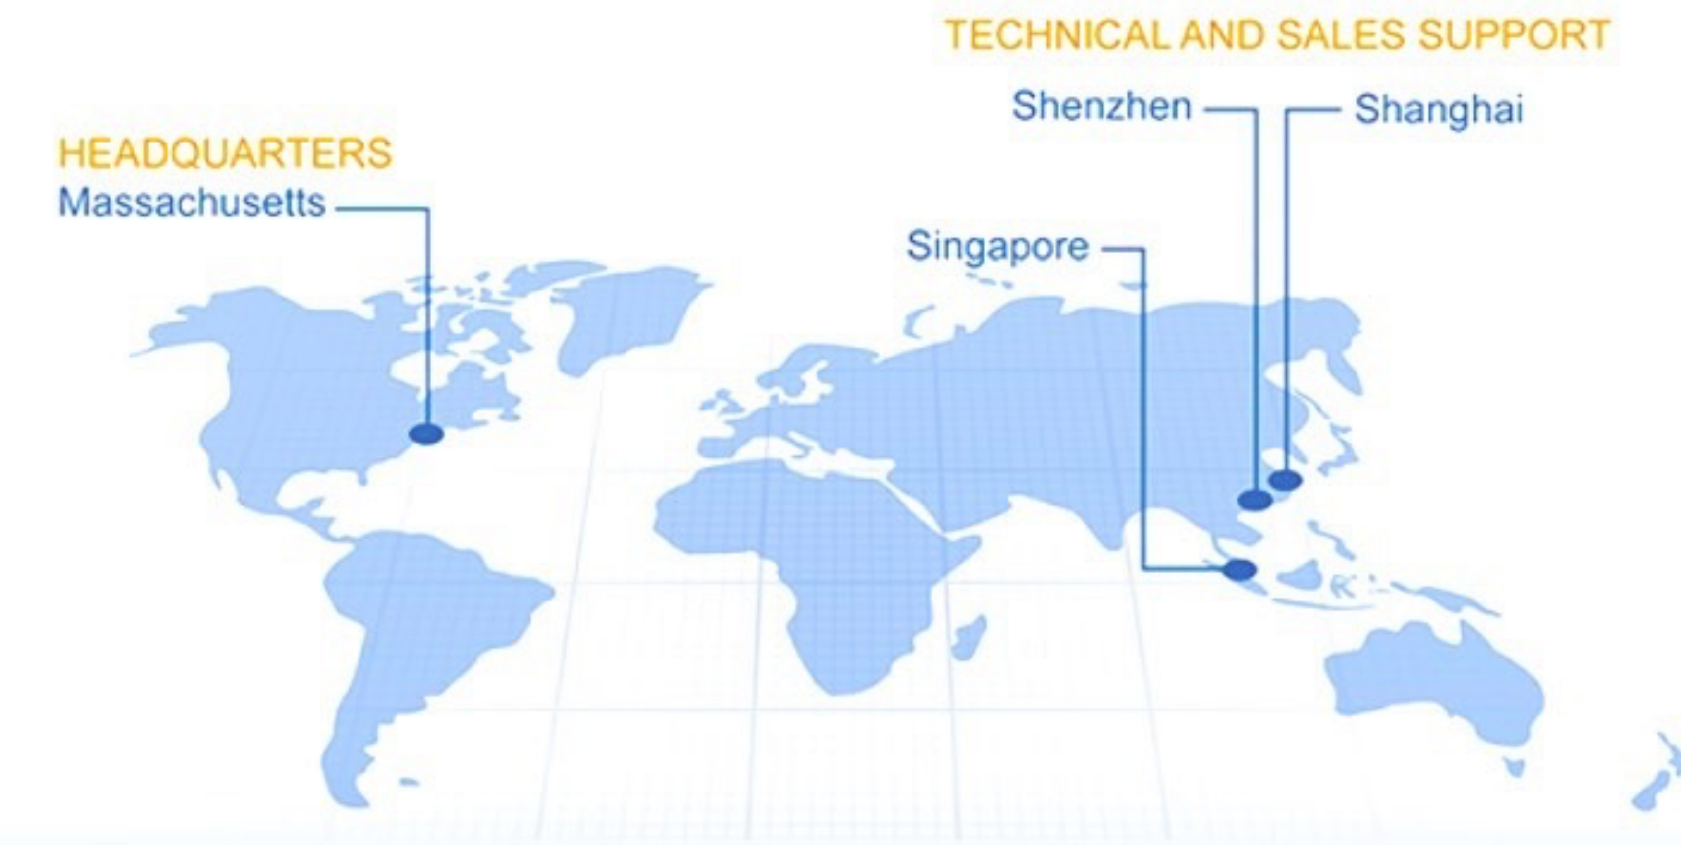 TECHNICAL AND SALES SUPPORT
Shenzhen
Shanghai
HEADQUARTERS
Massachusetts
Singapore